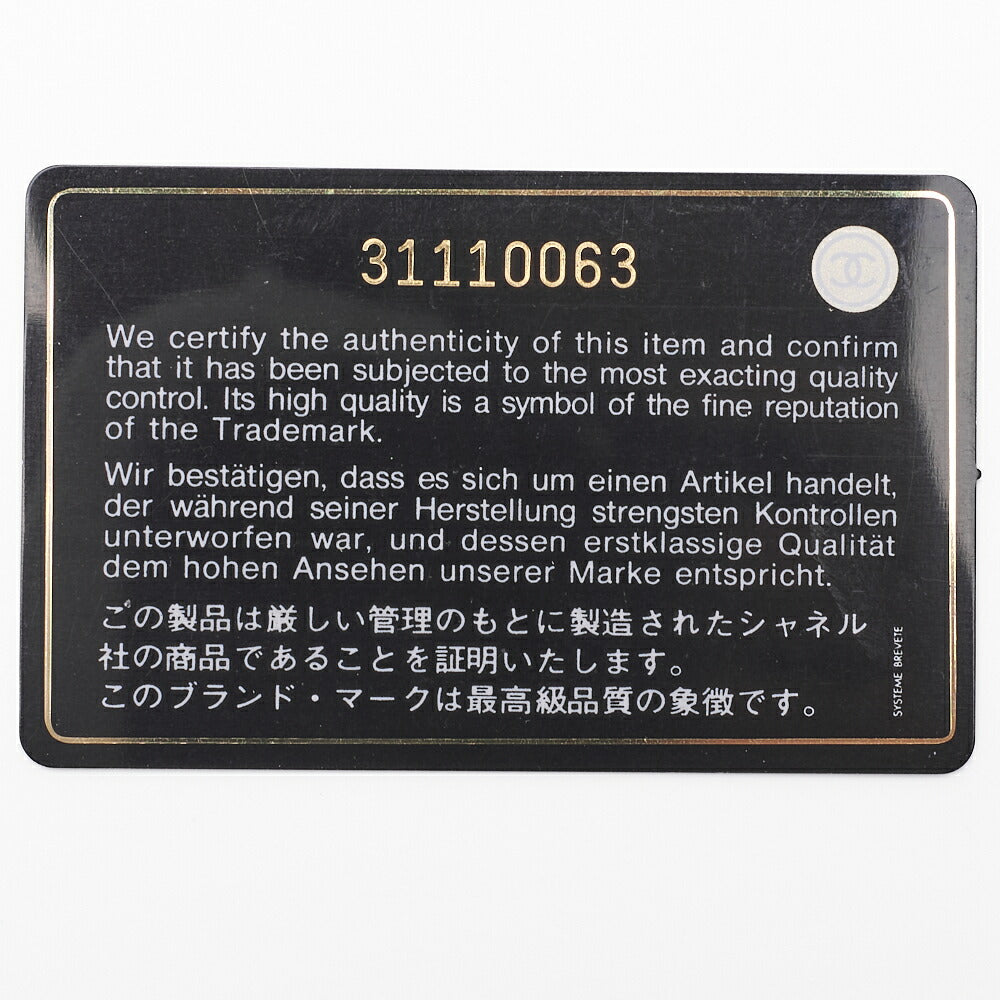 31110063
We certify the authenticity of this item and confirm
that it has been subjected to the most exacting quality
control. Its high quality is a symbol of the fine reputation
of the Trademark.
Wir bestätigen, dass es sich um einen Artikel handelt,
der während seiner Herstellung strengsten Kontrollen
unterworfen war, und dessen erstklassige Qualität
dem hohen Ansehen unserer Marke entspricht.
この製品は厳しい管理のもとに製造されたシャネル
社の商品であることを証明いたします。
このブランド・マークは最高級品質の象徴です。
SYSTEME BREVETE